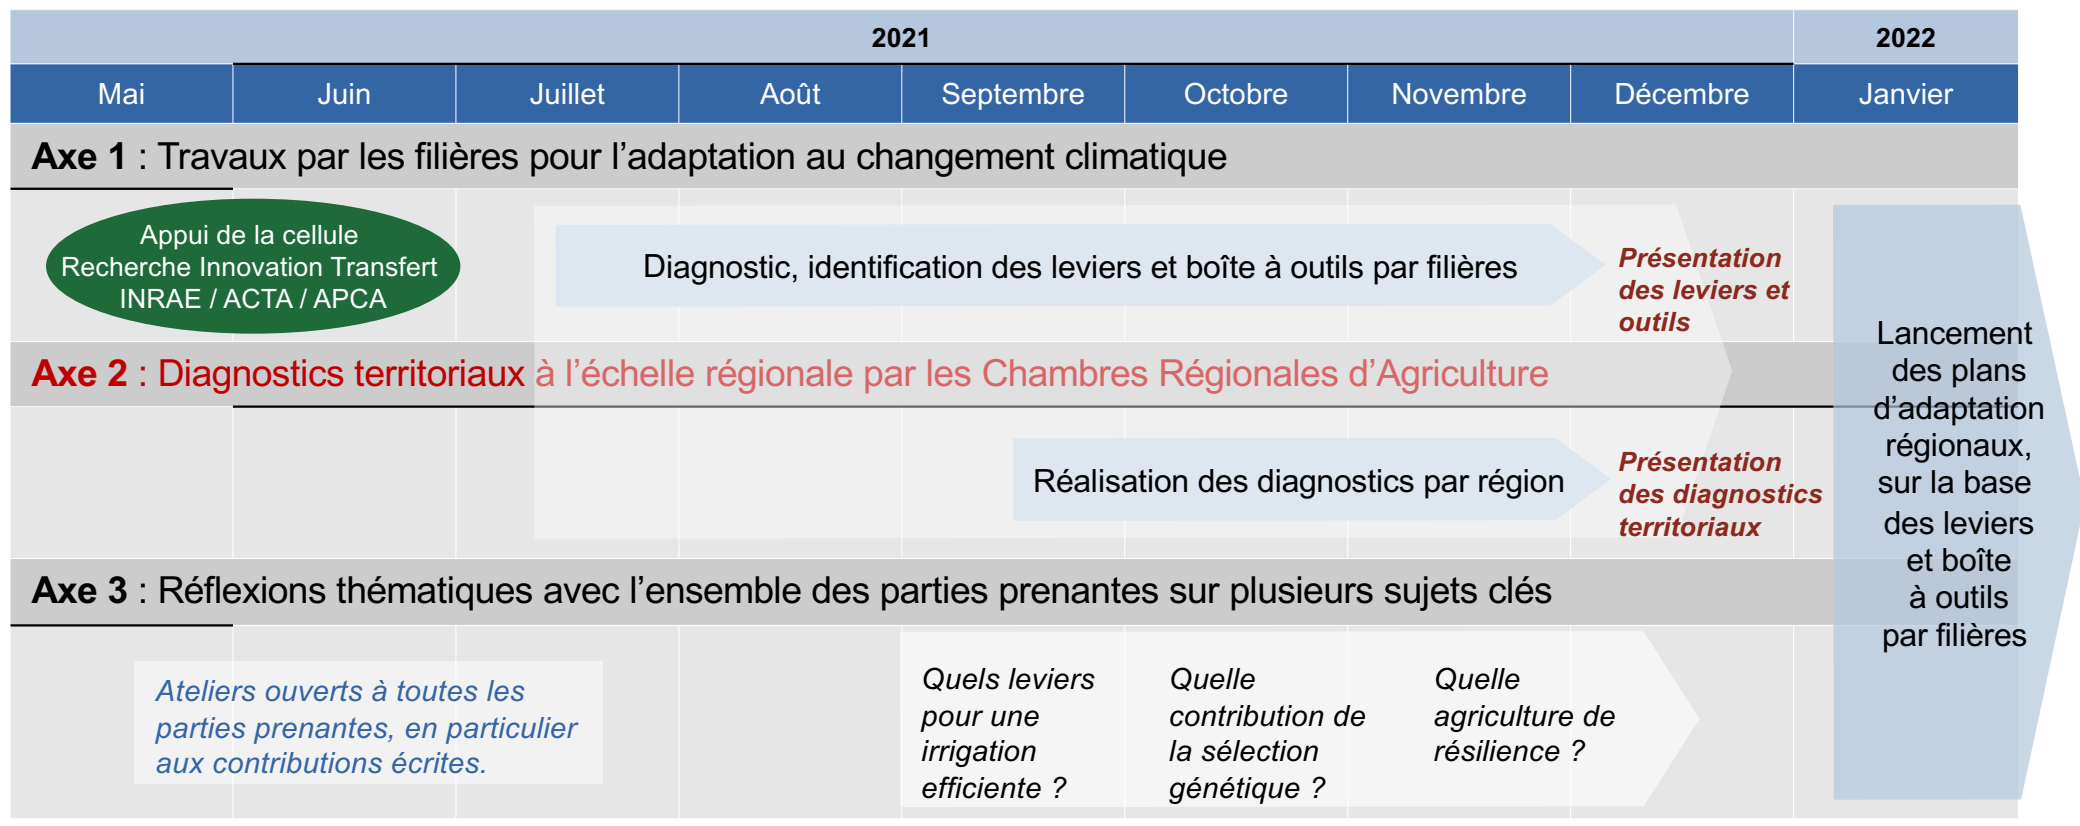 2021
2022
Mai
Juin
Juillet
Août
Septembre
Octobre
Novembre
Décembre
Janvier
Axe 1 : Travaux par les filières pour l’adaptation au changement climatique
Appui de la cellule
Recherche Innovation Transfert
INRAE / ACTA / APCA
Diagnostic, identification des leviers et boîte à outils par filières
Présentation
des leviers et
outils
Axe 2 : Diagnostics territoriaux à l’échelle régionale par les Chambres Régionales d’Agriculture
Réalisation des diagnostics par région
Présentation
des diagnostics
territoriaux
Axe 3 : Réflexions thématiques avec l’ensemble des parties prenantes sur plusieurs sujets clés
Ateliers ouverts à toutes les
parties prenantes, en particulier
aux contributions écrites.
Quels leviers
pour une
irrigation
efficiente ?
Quelle
contribution de
la sélection
génétique ?
Quelle
agriculture de
résilience ?
Lancement
des plans
d’adaptation
régionaux,
sur la base
des leviers
et boîte
à outils
par filières